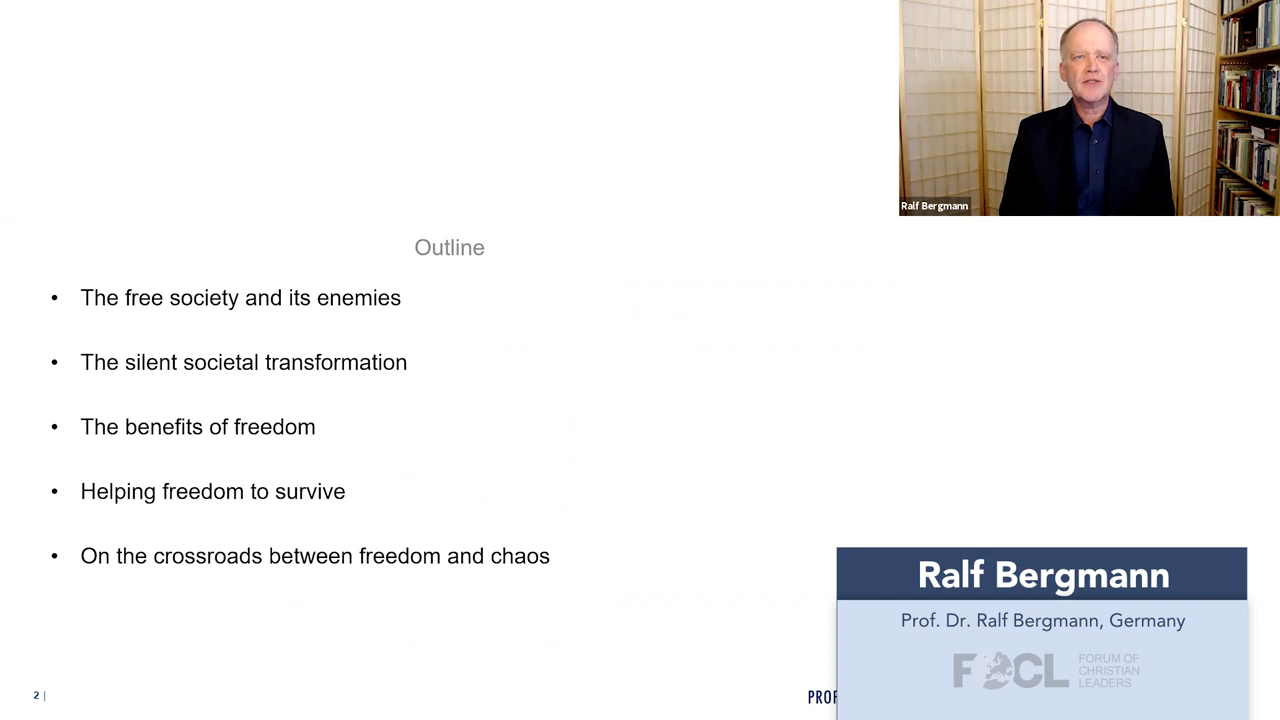 Ralf Bergmann
Outline
• The free society and its enemies
• The silent societal transformation
• The benefits of freedom
• Helping freedom to survive
• On the crossroads between freedom and chaos
Ralf Bergmann
Prof. Dr. Ralf Bergmann, Germany
FOCL
FORUM OF
CHRISTIAN
LEADERS
2 |
PROF